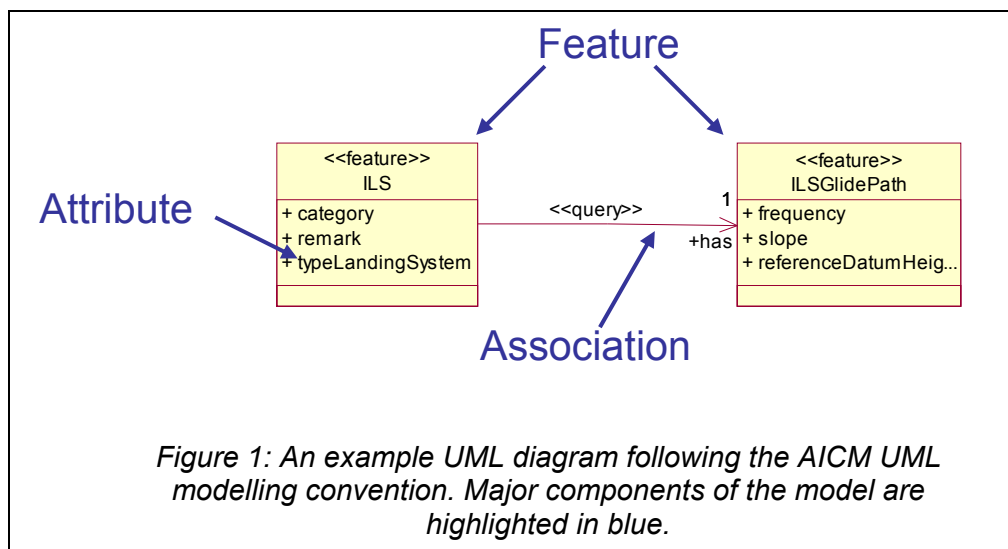 Feature
<<feature>>
ILS
+ category
+ remark
+ typeLandingSystem
Attribute
<<query>>
1
+has
<<feature>>
ILSGlidePath
+ frequency
+ slope
+ referenceDatumHeig...
Association
Figure 1: An example UML diagram following the AICM UML
modelling convention. Major components of the model are
highlighted in blue.